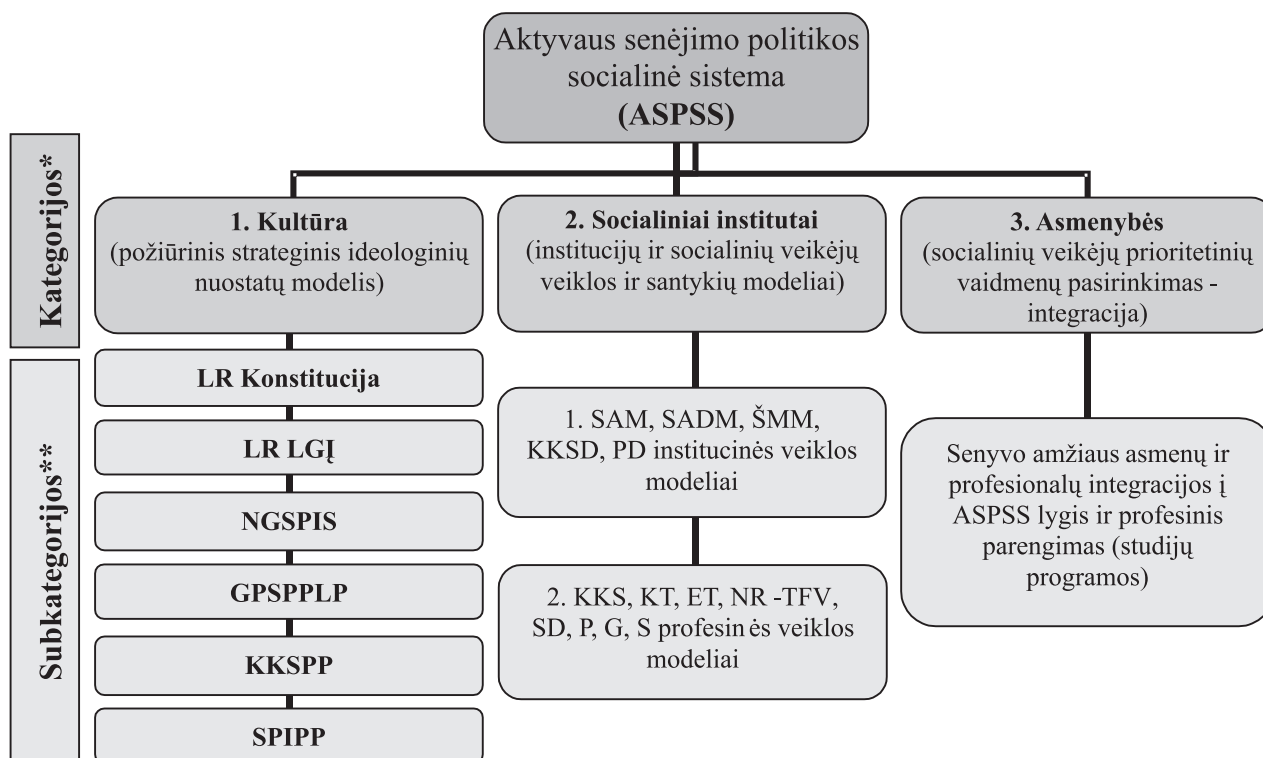 Aktyvaus senėjimo politikos
socialinė sistema
(ASPSS)
Kategorijos*
1. Kultūra
(požiūrinis strateginis ideologinių
nuostatų modelis)
2. Socialiniai institutai
(institucijų ir socialinių veikėjų
veiklos ir santykių modeliai)
3. Asmenybės
(socialinių veikėjų prioritetinių
vaidmenų pasirinkimas -
integracija)
Subkategorijos**
LR Konstitucija
LR LGĮ
NGSPIS
GPSPPLP
KKSPP
SPIPP
1. SAM, SADM, ŠMM,
KKSD, PD institucinės veiklos
modeliai
2. KKS, KT, ET, NR -TFV,
SD, P, G, S profesin ės veiklos
modeliai
Senyvo amžiaus asmenų ir
profesionalų integracijos į
ASPSS lygis ir profesinis
parengimas (studijų
programos)